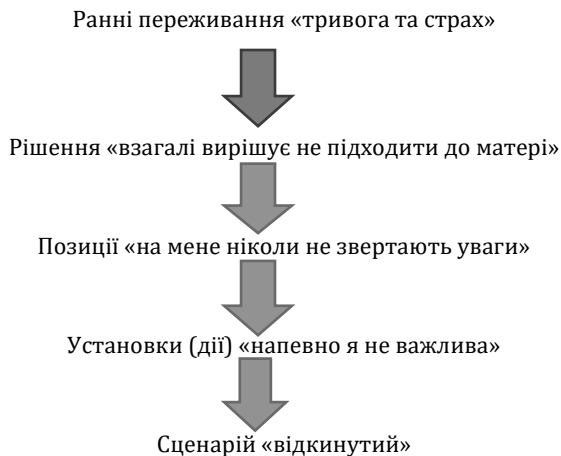 Ранні переживання «тривога та страх»
Рішення «взагалі вирішує не підходити до матері»
Позиції «на мене ніколи не звертають уваги»
Установки (дії) «напевно я не важлива»
Сценарій «відкинутий»